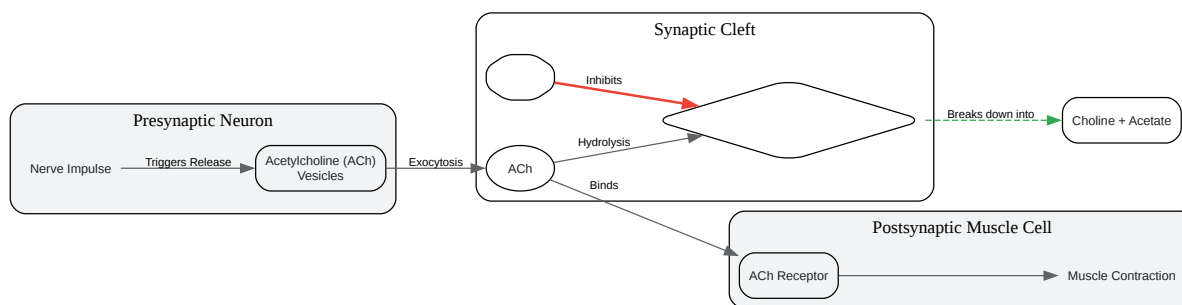 Synaptic Cleft
Inhibits
Presynaptic Neuron
Breaks down into
Choline + Acetate
Nerve Impulse
Triggers Release
Acetylcholine (ACh)
Vesicles
Exocytosis
ACh
Hydrolysis
Binds
Postsynaptic Muscle Cell
ACh Receptor
Muscle Contraction